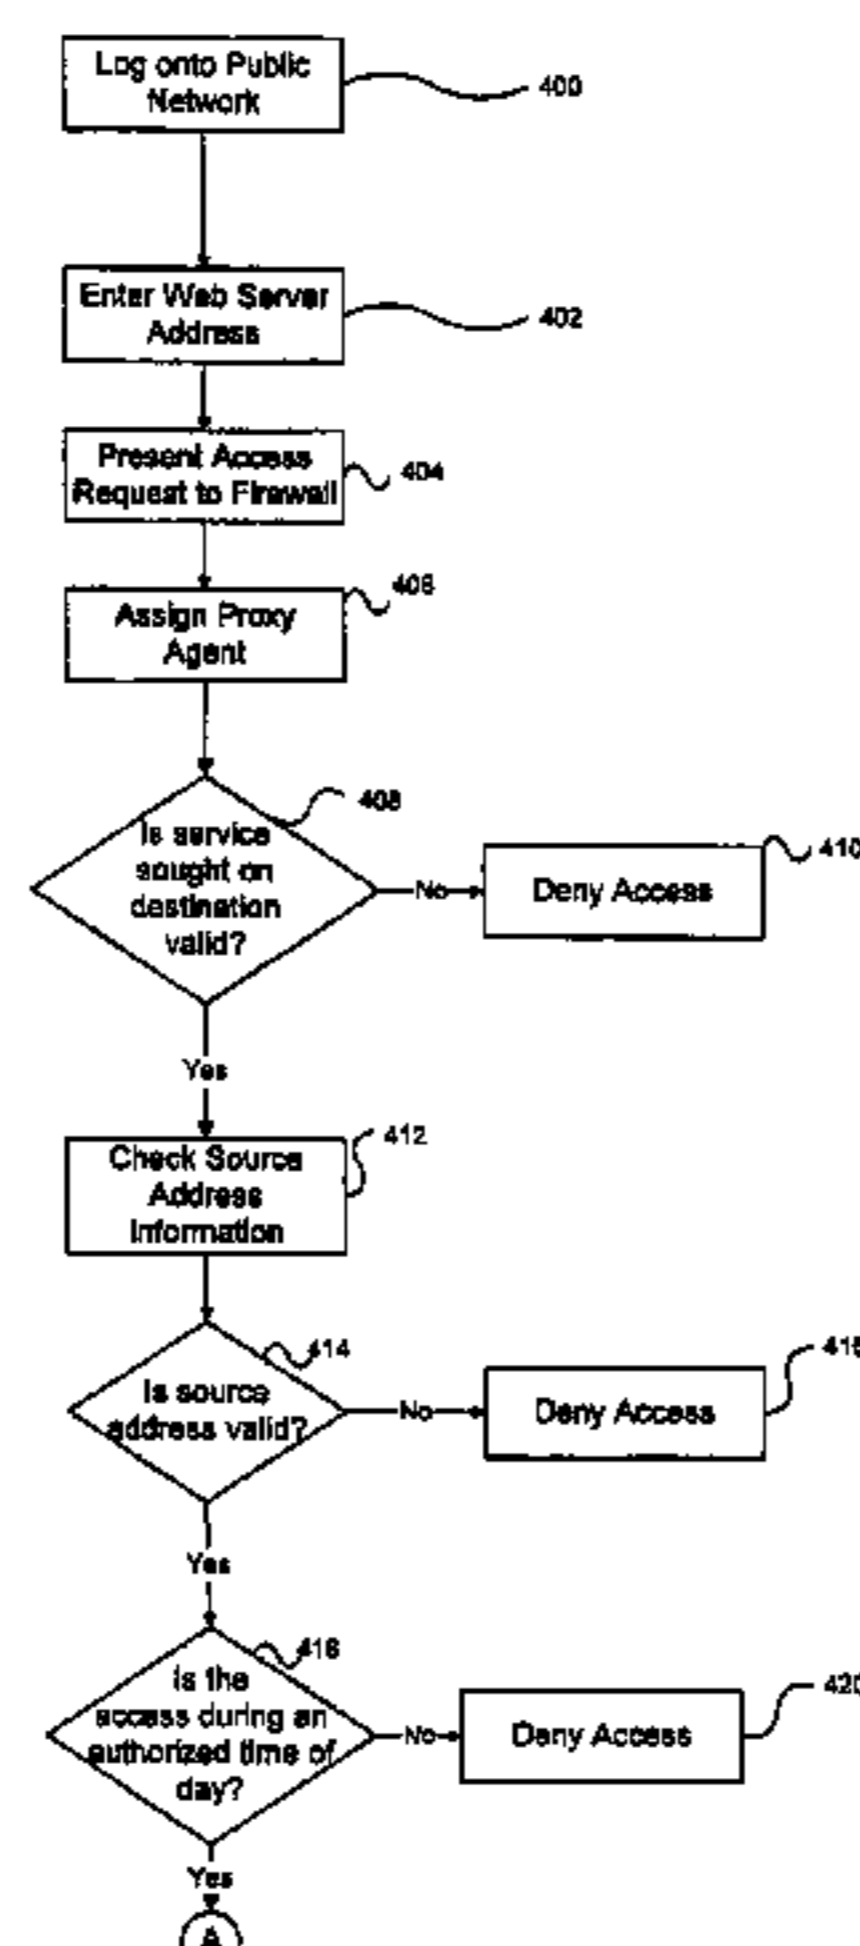 Log onto Public
Network
400
Enter Web Server
Address
402
Present Access
Request to Firewall
404
Assign Proxy
Agent
Is service
sought on
destination
valid?
408
No
Deny Access
410
Yes
Check Source
Address
Information
412
Is source
address valid?
414
No
Deny Access
Yes
Is the
access during an
authorized time of
day?
No
Deny Access
420
Yes
A